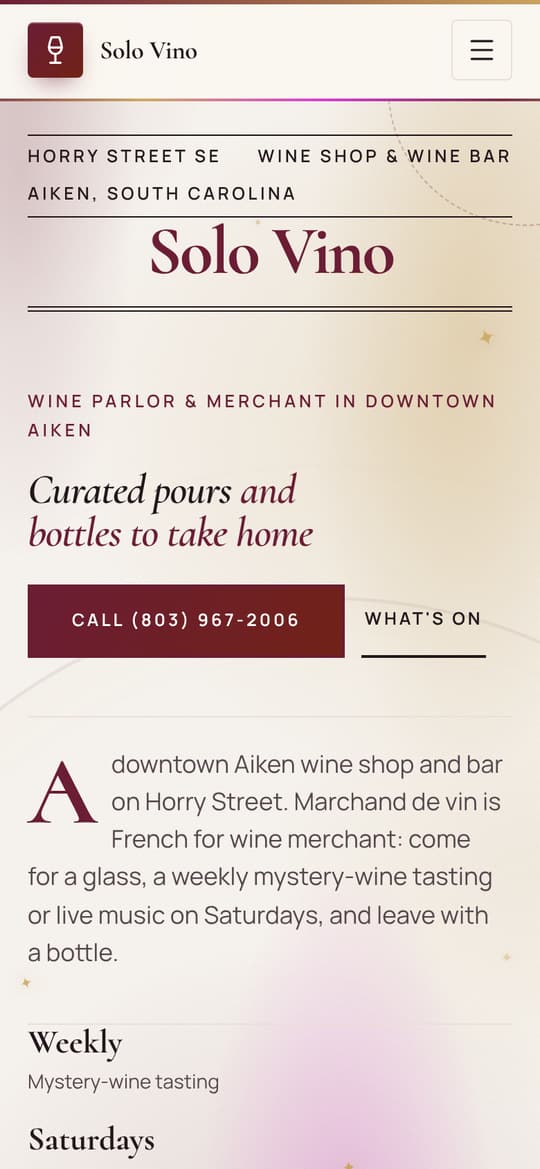 Solo Vino
HORRY STREET SE WINE SHOP & WINE BAR
AIKEN, SOUTH CAROLINA
Solo Vino
WINE PARLOR & MERCHANT IN DOWNTOWN
AIKEN
Curated pours and
bottles to take home
CALL (803) 967-2006 WHAT'S ON
A downtown Aiken wine shop and bar
on Horry Street. Marchand de vin is
French for wine merchant: come
for a glass, a weekly mystery-wine tasting
or live music on Saturdays, and leave with
a bottle.
Weekly
Mystery-wine tasting
Saturdays